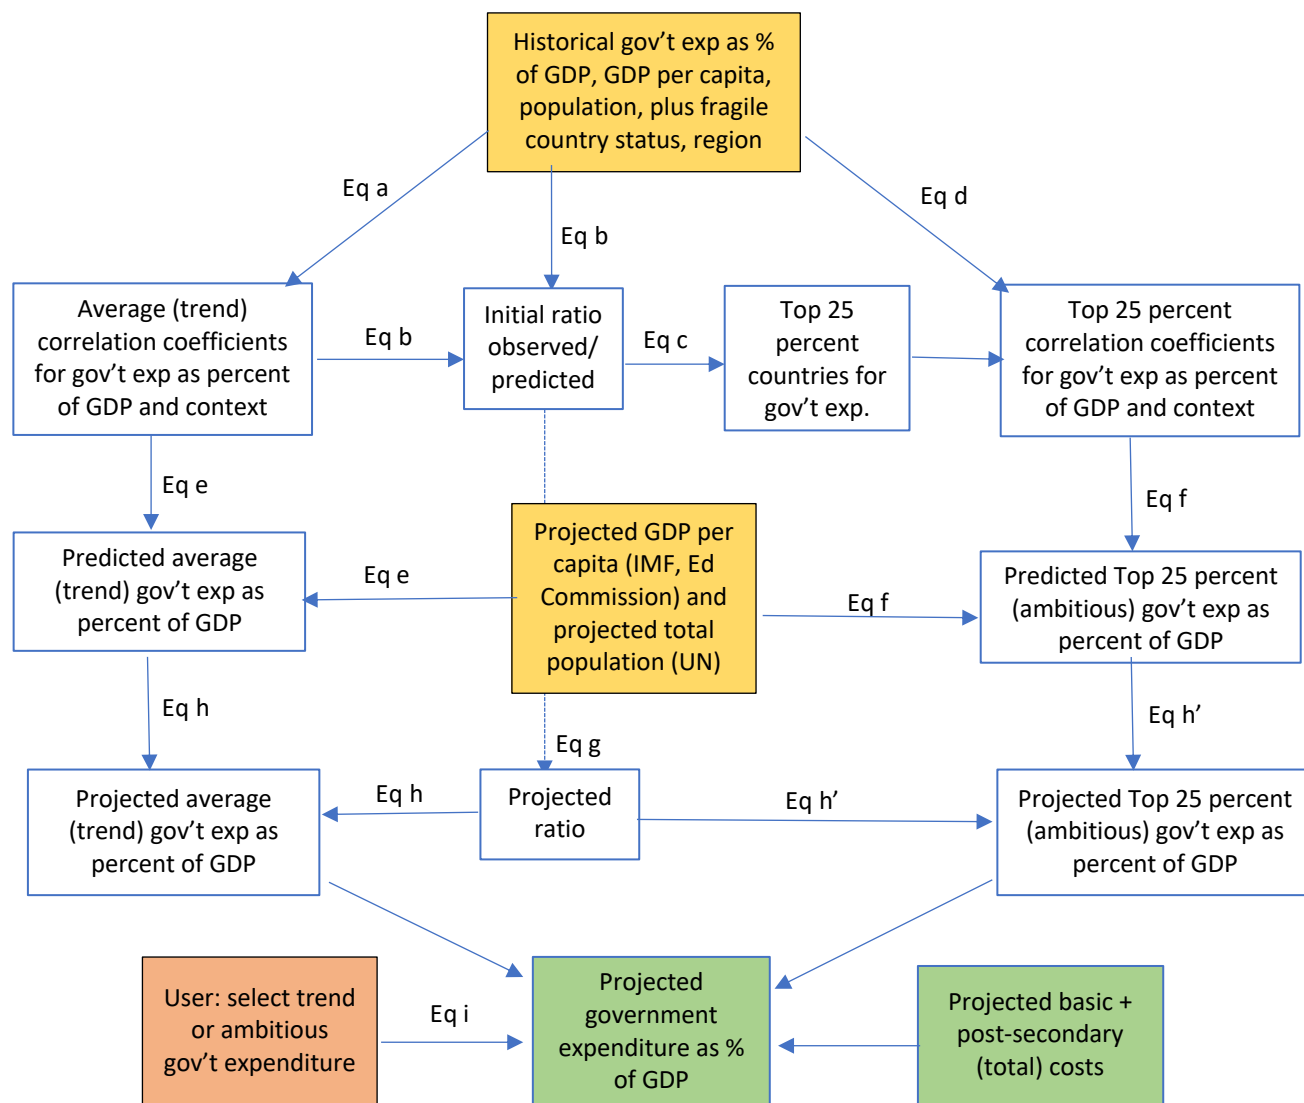 Historical gov’t exp as %
of GDP, GDP per capita,
population, plus fragile
country status, region
Eq a
Eq b
Eq d
Average (trend)
correlation coefficients
for gov’t exp as percent
of GDP and context
Eq b
Initial ratio
observed/
predicted
Eq c
Top 25
percent
countries for
gov’t exp.
Top 25 percent
correlation coefficients
for gov’t exp as percent
of GDP and context
Eq e
Eq f
Predicted average
(trend) gov’t exp as
percent of GDP
Eq e
Projected GDP per
capita (IMF, Ed
Commission) and
projected total
population (UN)
Eq f
Predicted Top 25 percent
(ambitious) gov’t exp as
percent of GDP
Eq h
Eq g
Eq h’
Projected average
(trend) gov’t exp as
percent of GDP
Eq h
Projected
ratio
Eq h’
Projected Top 25 percent
(ambitious) gov’t exp as
percent of GDP
User: select trend
or ambitious
gov’t expenditure
Eq i
Projected
government
expenditure as %
of GDP
Projected basic +
post-secondary
(total) costs